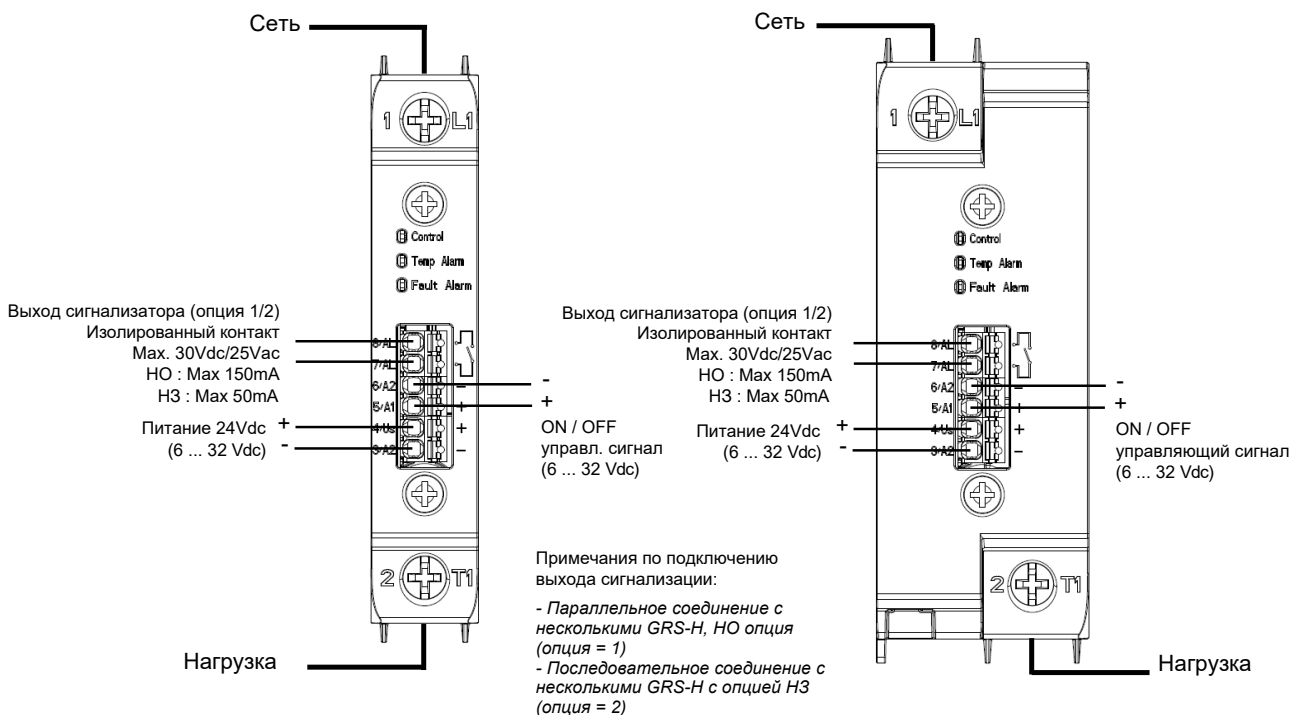 Сеть
1
L1
Control
Temp Alarm
Fault Alarm
Выход сигнализатора (опция 1/2)
Изолированный контакт
Max. 30Vdc/25Vac
НО : Max 150mA
НЗ : Max 50mA
Питание 24Vdc
(6 ... 32 Vdc)
+
-
8/AL
7/AL
6/A2
5/A1
4/Us
3/A2
-
+
+
-
-
+
ON / OFF
управл. сигнал
(6 ... 32 Vdc)
2
T1
Нагрузка
Примечания по подключению
выхода сигнализации:
- Параллельное соединение с
несколькими GRS-H, НО опция
(опция = 1)
- Последовательное соединение с
несколькими GRS-H с опцией НЗ
(опция = 2)
Сеть
1
L1
Control
Temp Alarm
Fault Alarm
Выход сигнализатора (опция 1/2)
Изолированный контакт
Max. 30Vdc/25Vac
НО : Max 150mA
НЗ : Max 50mA
Питание 24Vdc
(6 ... 32 Vdc)
+
-
8/AL
7/AL
6/A2
5/A1
4/Us
3/A2
-
+
+
-
-
+
ON / OFF
управляющий сигнал
(6 ... 32 Vdc)
2
T1
Нагрузка